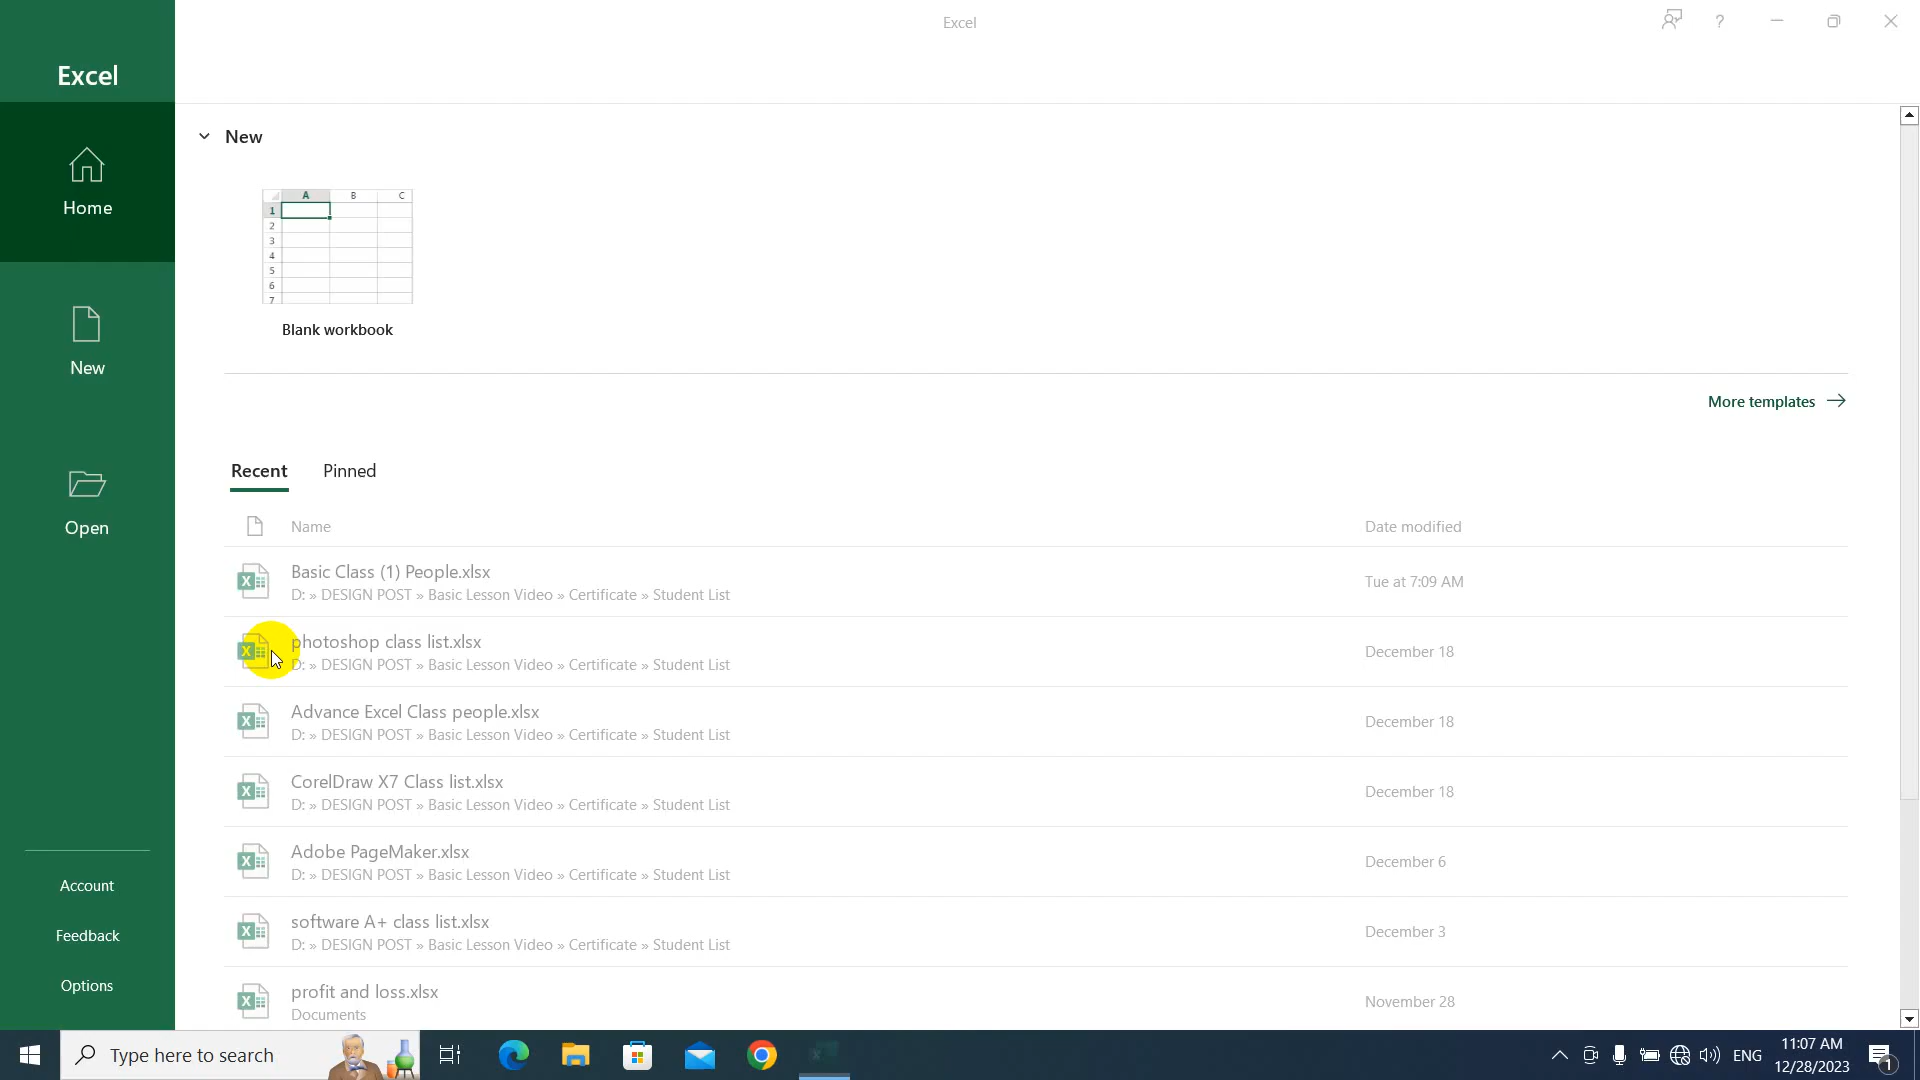 Excel
Excel
Home
New
Open
Account
Feedback
Options
New
A B C
1
2
3
4
5
6
7
Blank workbook
More templates
Recent Pinned
Name Date modified
Basic Class (1) People.xlsx
D: » DESIGN POST » Basic Lesson Video » Certificate » Student List
Tue at 7:09 AM
photoshop class list.xlsx
D: » DESIGN POST » Basic Lesson Video » Certificate » Student List
December 18
Advance Excel Class people.xlsx
D: » DESIGN POST » Basic Lesson Video » Certificate » Student List
December 18
CorelDraw X7 Class list.xlsx
D: » DESIGN POST » Basic Lesson Video » Certificate » Student List
December 18
Adobe PageMaker.xlsx
D: » DESIGN POST » Basic Lesson Video » Certificate » Student List
December 6
software A+ class list.xlsx
D: » DESIGN POST » Basic Lesson Video » Certificate » Student List
December 3
profit and loss.xlsx
Documents
November 28
Type here to search
ENG
11:07 AM
12/28/2023
1